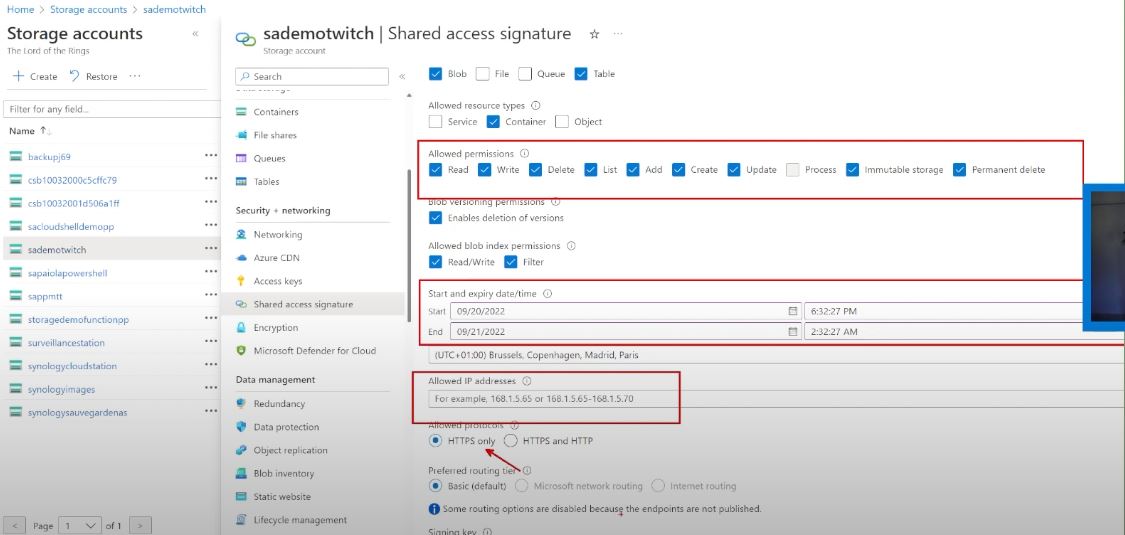 Home > Storage accounts > sademotwitch
Storage accounts
The Lord of the Rings
Create Restore
Filter for any field...
Name
backupj69
csb10032000c5cffc79
csb10032001d506a1ff
sacloudshelldemopp
sademotwitch
sapaiolapowershell
sappmtt
storagedemofunctionpp
surveillancestation
synologycloudstation
synologyimages
synologysauvegardenas
< Page 1 of 1 >
sademotwitch | Shared access signature
Storage account
Search
Containers
File shares
Queues
Tables
Security + networking
Networking
Azure CDN
Access keys
Shared access signature
Encryption
Microsoft Defender for Cloud
Data management
Redundancy
Data protection
Object replication
Blob inventory
Static website
Lifecycle management
Blob File Queue Table
Allowed resource types
Service Container Object
Allowed permissions
Read Write Delete List Add Create Update Process Immutable storage Permanent delete
Blob versioning permissions
Enables deletion of versions
Allowed blob index permissions
Read/Write Filter
Start and expiry date/time
Start 09/20/2022 6:32:27 PM
End 09/21/2022 2:32:27 AM
(UTC+01:00) Brussels, Copenhagen, Madrid, Paris
Allowed IP addresses
For example, 168.1.5.65 or 168.1.5.65-168.1.5.70
Allowed protocols
HTTPS only HTTPS and HTTP
Preferred routing tier
Basic (default) Microsoft network routing Internet routing
Some routing options are disabled because the endpoints are not published.
Signing key